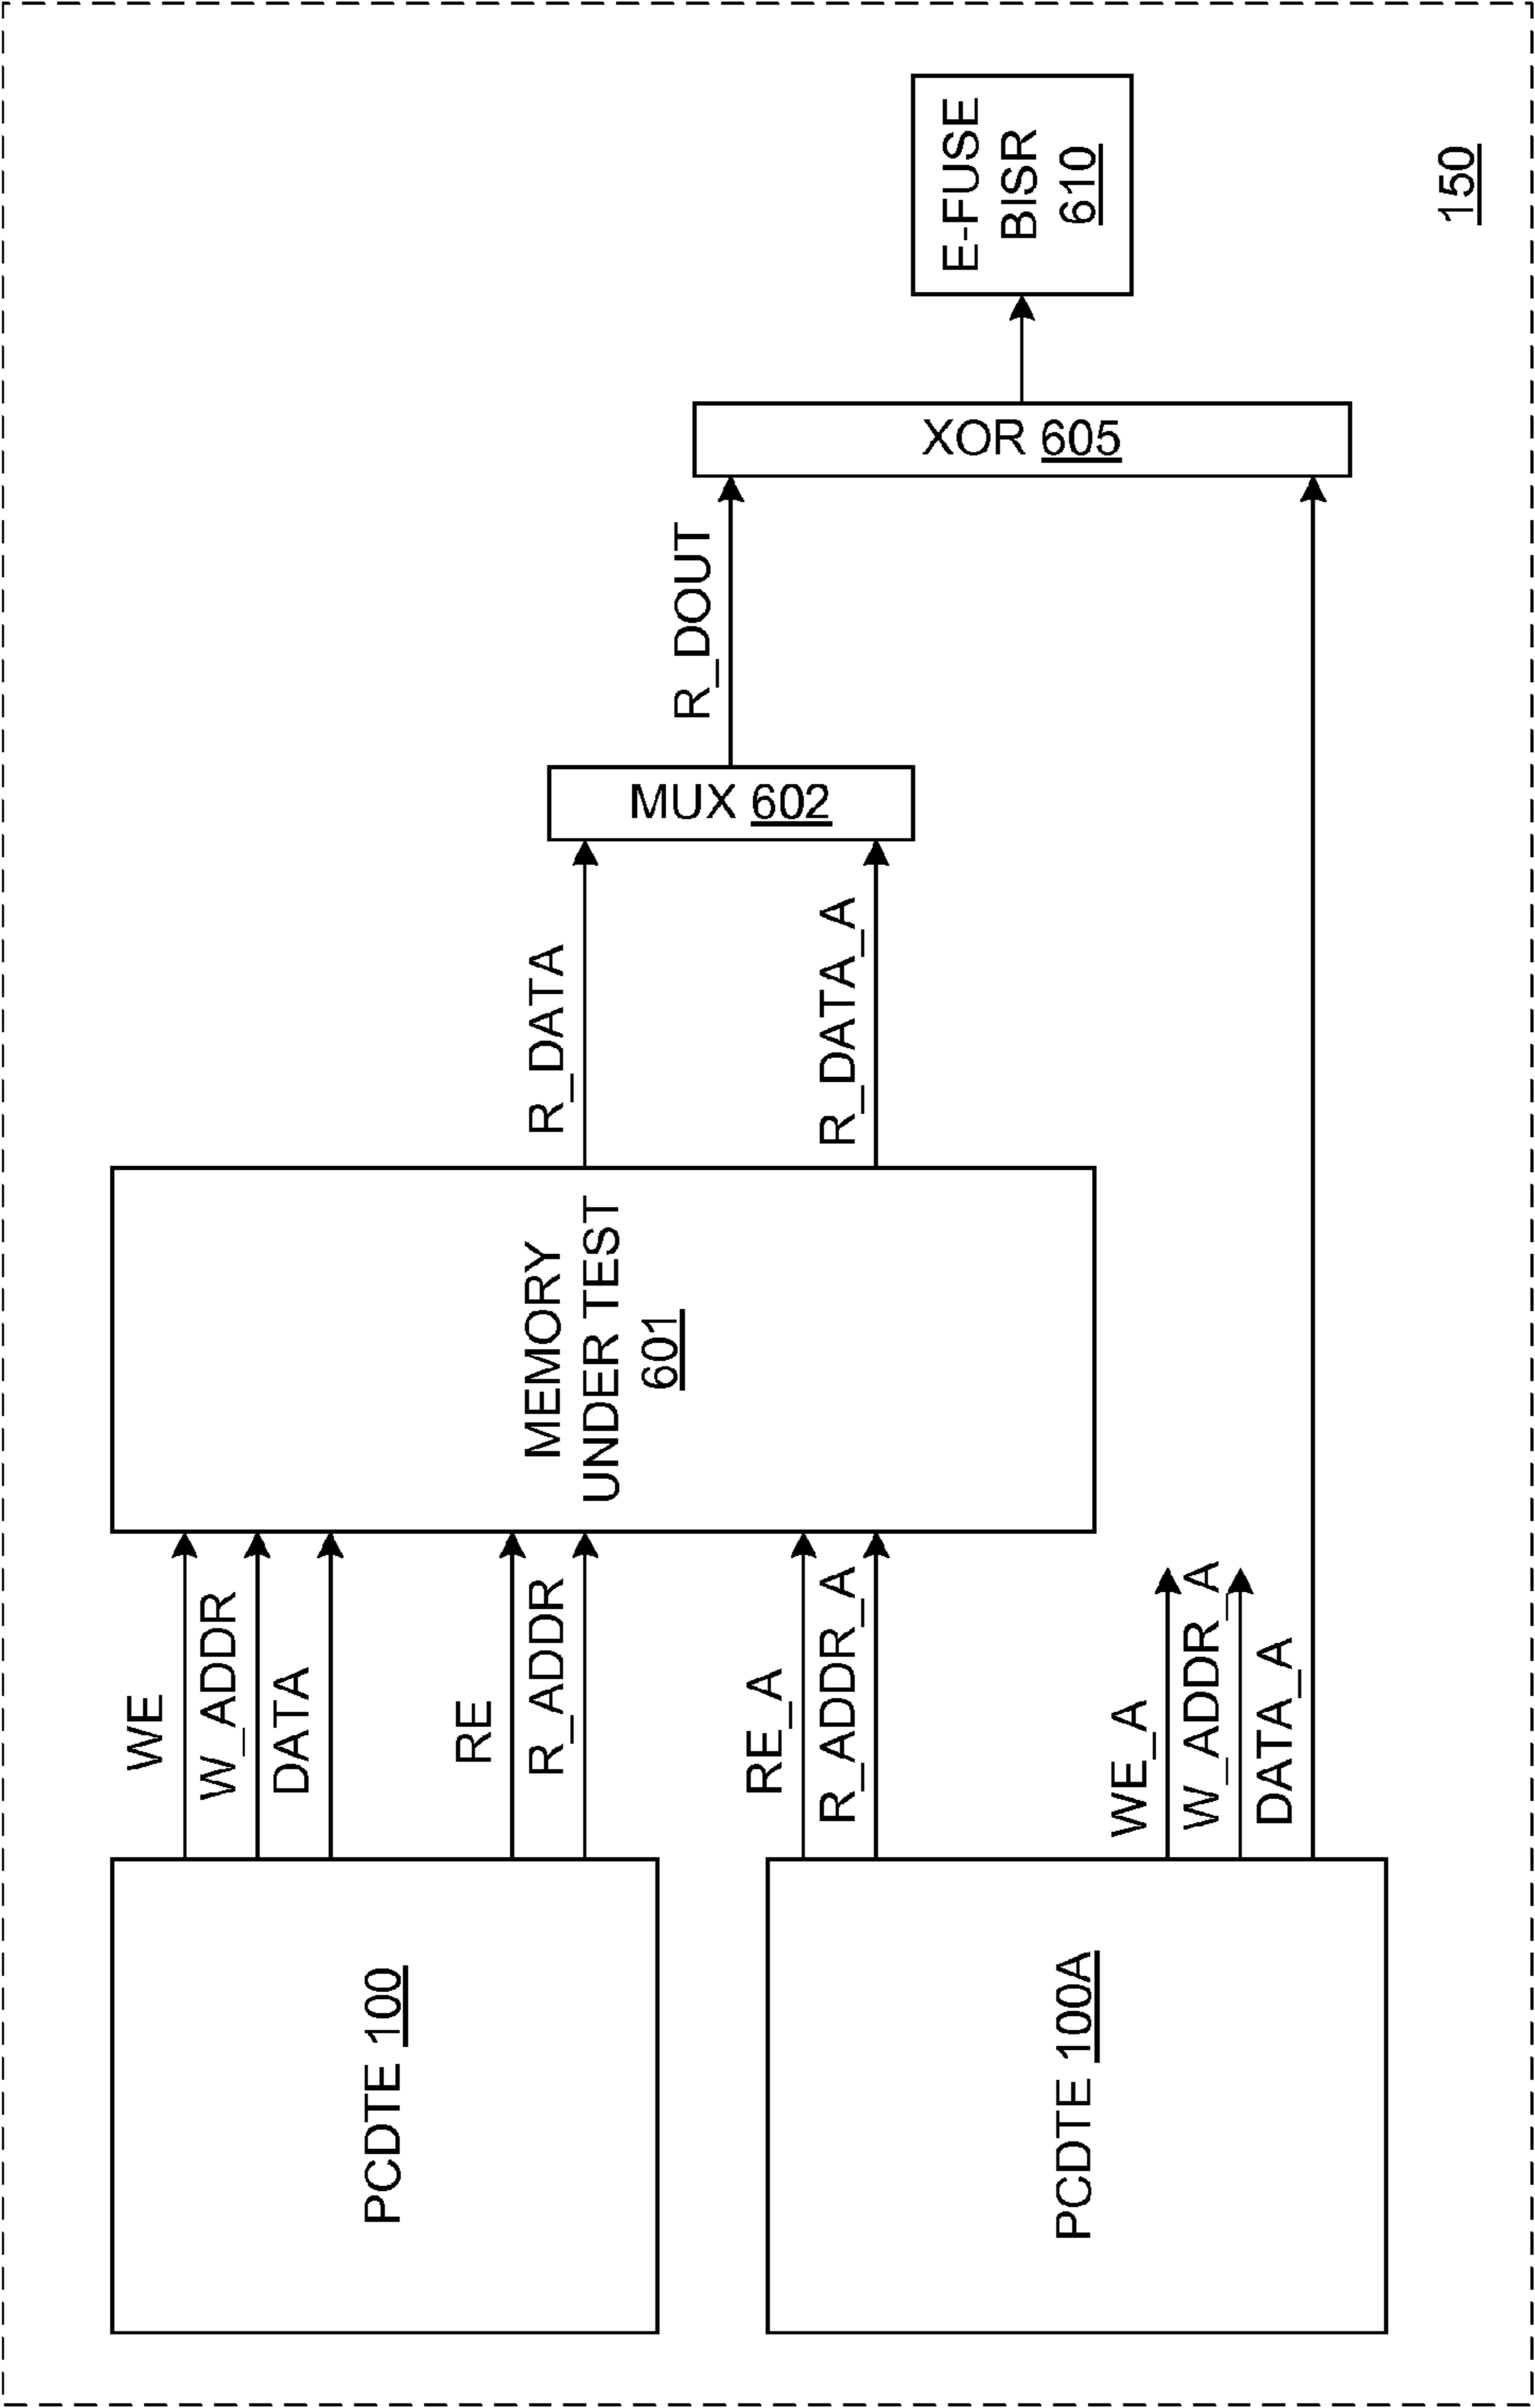 PCDTE 100
WE
W_ADDR
DATA
RE
R_ADDR
PCDTE 100A
RE_A
R_ADDR_A
WE_A
W_ADDR_A
DATA_A
MEMORY
UNDER TEST
601
R_DATA
R_DATA_A
MUX 602
R_DOUT
XOR 605
E-FUSE
BISR
610
150